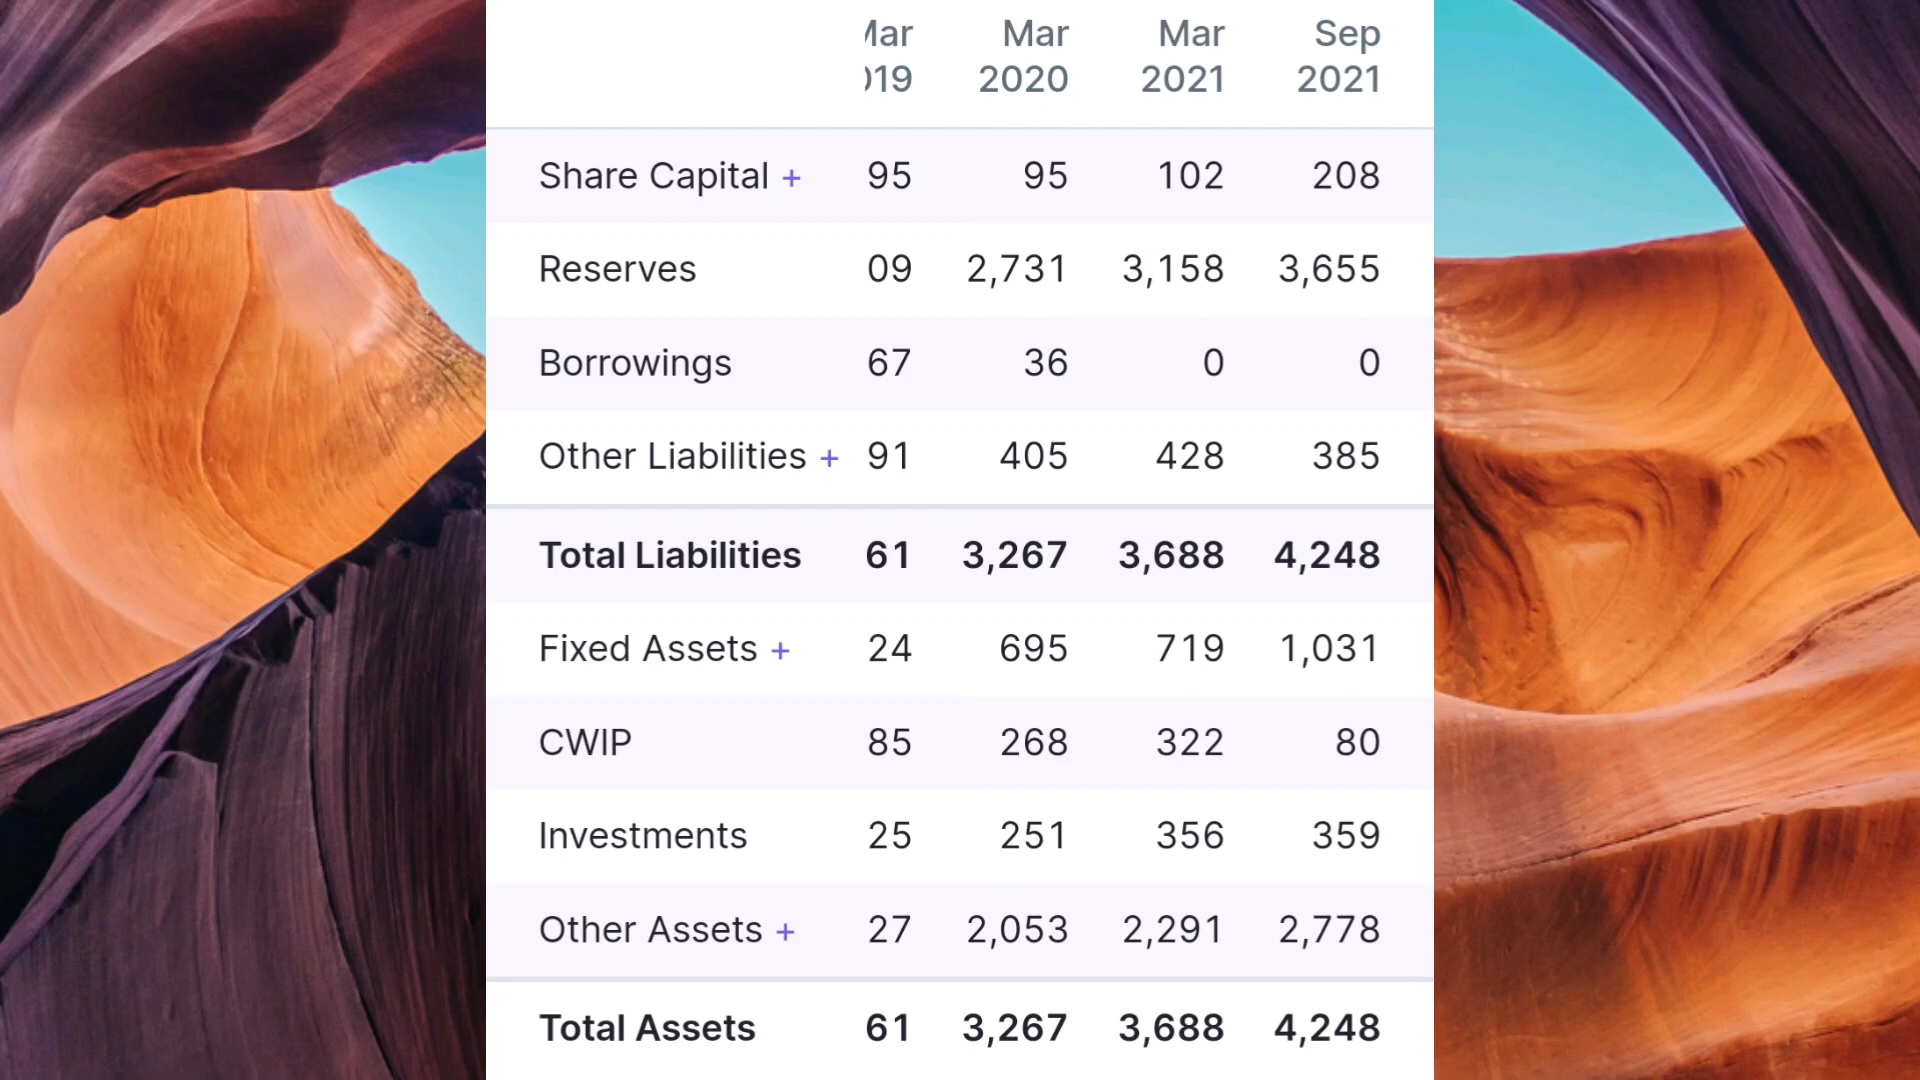 Mar Mar Mar Sep
19 2020 2021 2021
Share Capital + 95 95 102 208
Reserves 09 2,731 3,158 3,655
Borrowings 67 36 0 0
Other Liabilities + 91 405 428 385
Total Liabilities 61 3,267 3,688 4,248
Fixed Assets + 24 695 719 1,031
CWIP 85 268 322 80
Investments 25 251 356 359
Other Assets + 27 2,053 2,291 2,778
Total Assets 61 3,267 3,688 4,248